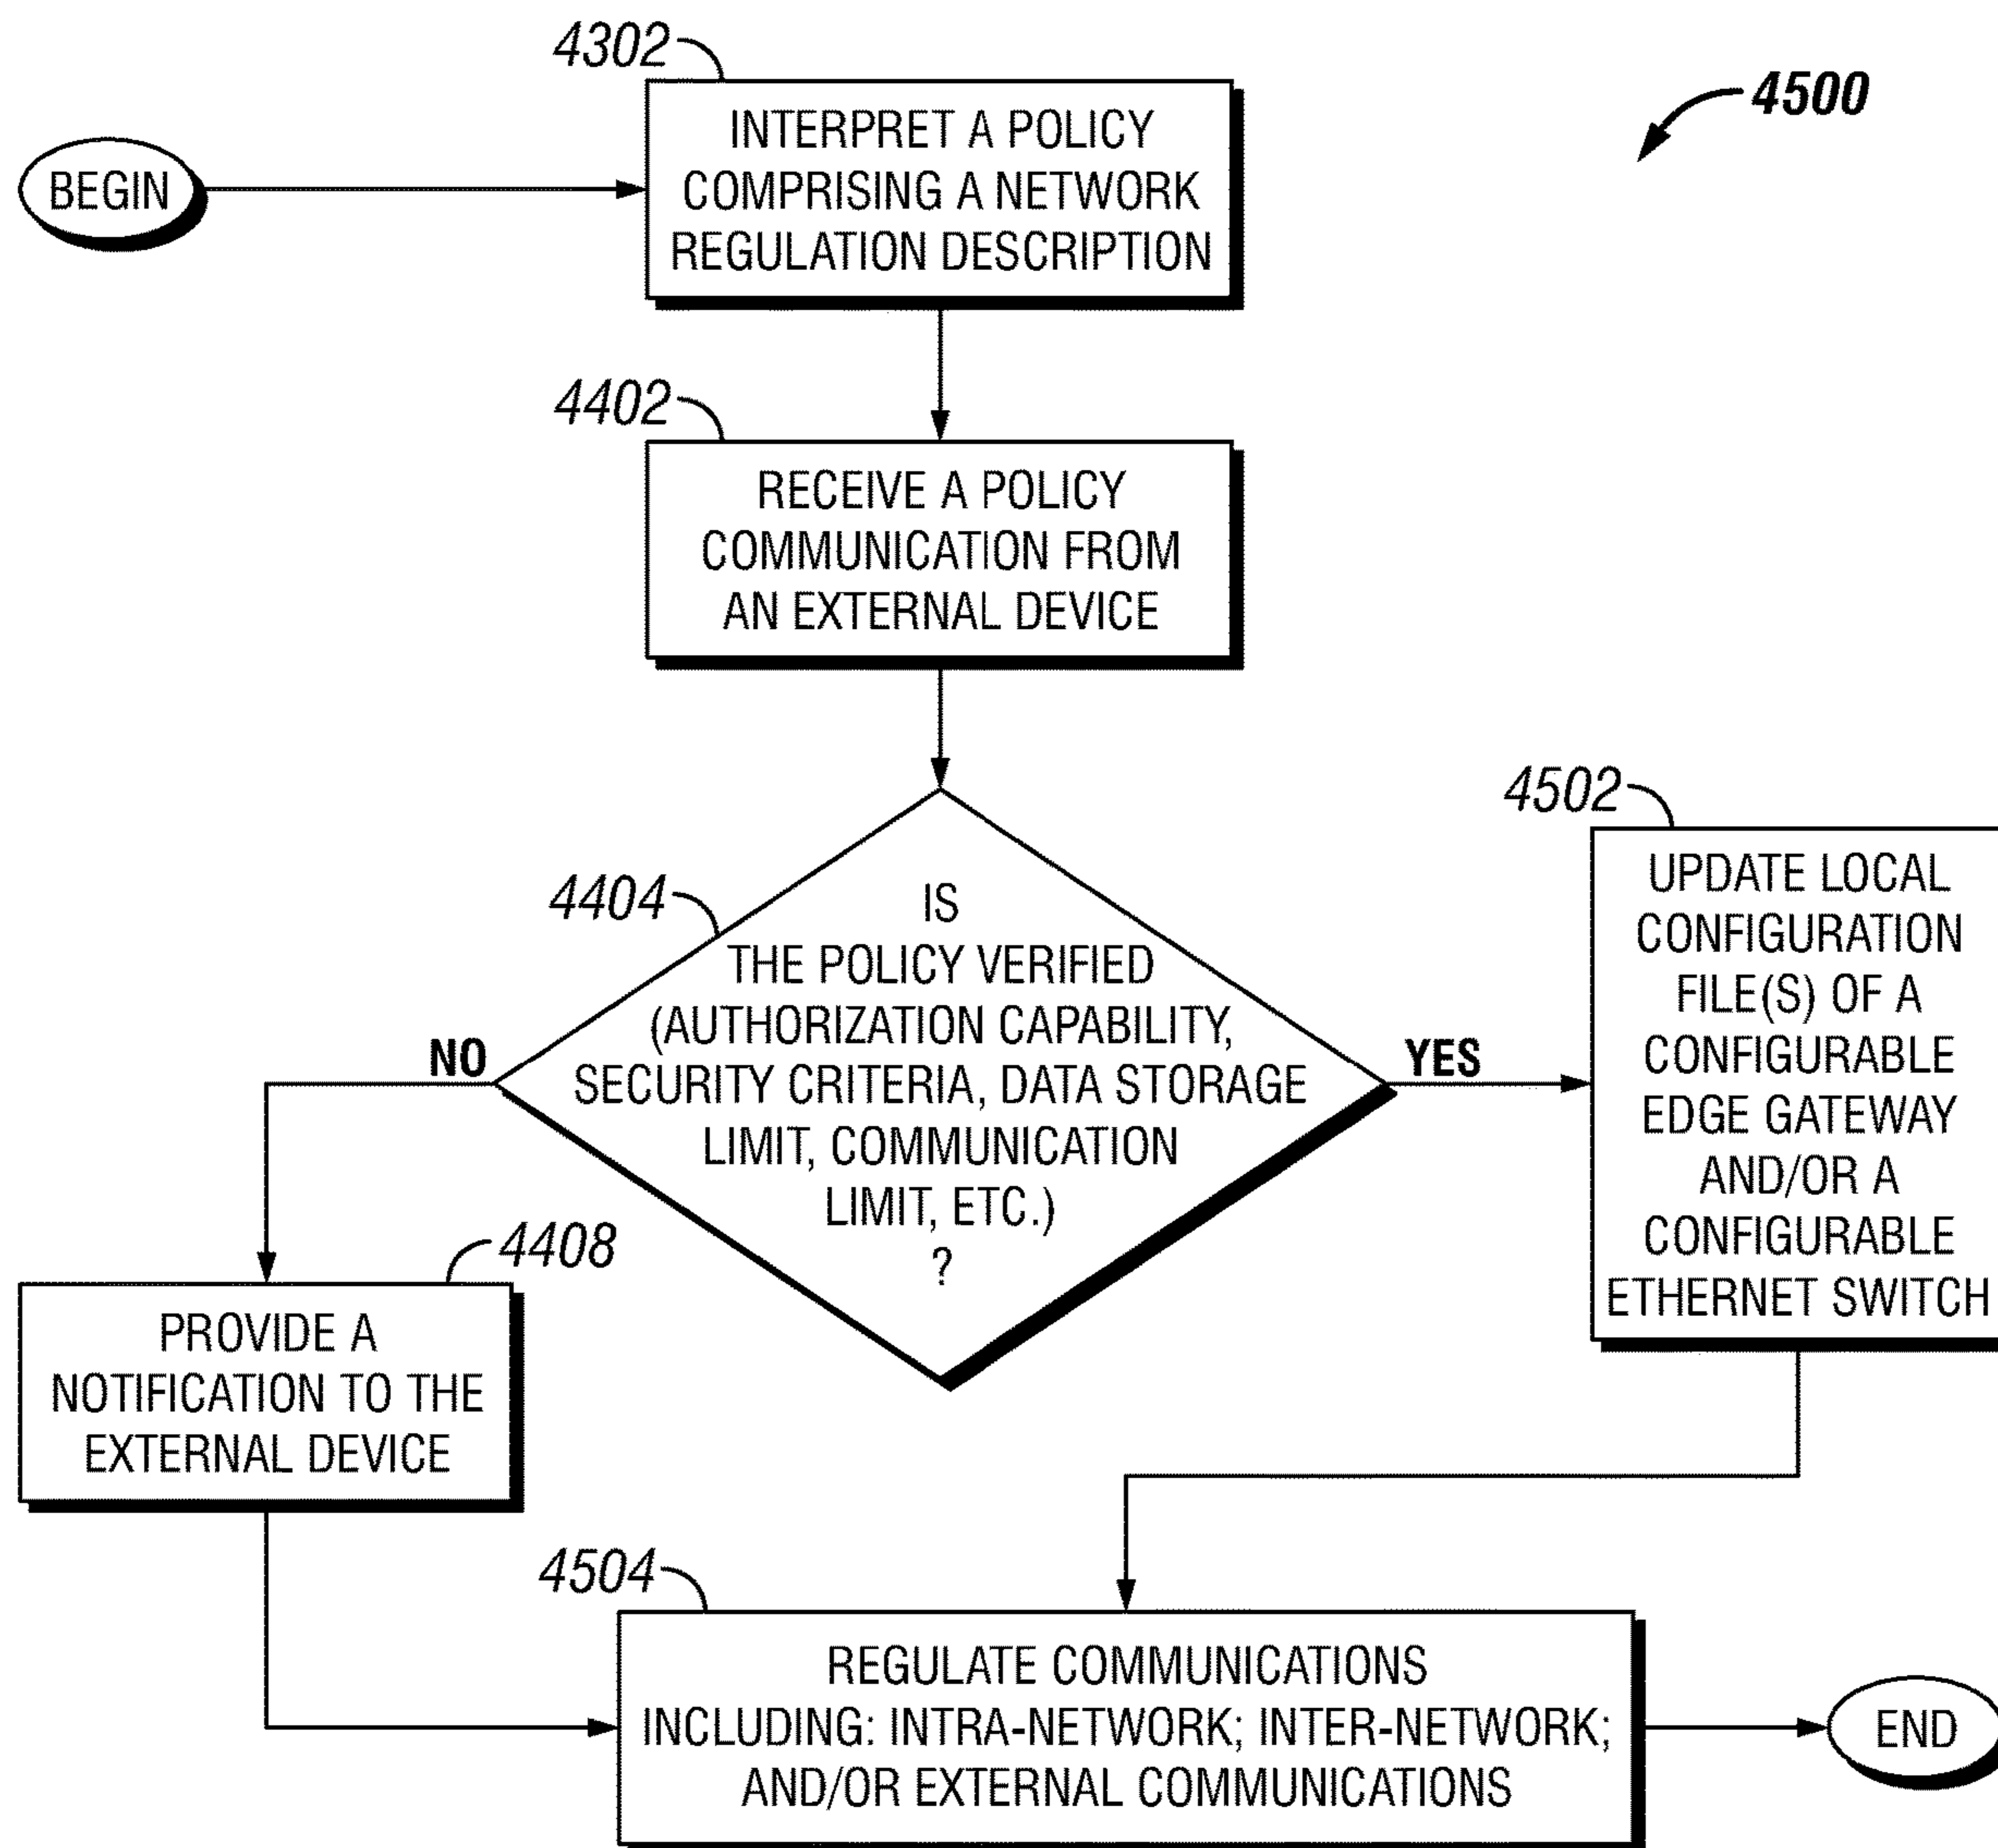 4302
4500
BEGIN
INTERPRET A POLICY
COMPRISING A NETWORK
REGULATION DESCRIPTION
4402
RECEIVE A POLICY
COMMUNICATION FROM
AN EXTERNAL DEVICE
4404
IS
THE POLICY VERIFIED
(AUTHORIZATION CAPABILITY,
SECURITY CRITERIA, DATA STORAGE
LIMIT, COMMUNICATION
LIMIT, ETC.)
?
NO
YES
4502
UPDATE LOCAL
CONFIGURATION
FILE(S) OF A
CONFIGURABLE
EDGE GATEWAY
AND/OR A
CONFIGURABLE
ETHERNET SWITCH
4408
PROVIDE A
NOTIFICATION TO THE
EXTERNAL DEVICE
4504
REGULATE COMMUNICATIONS
INCLUDING: INTRA-NETWORK; INTER-NETWORK;
AND/OR EXTERNAL COMMUNICATIONS
END